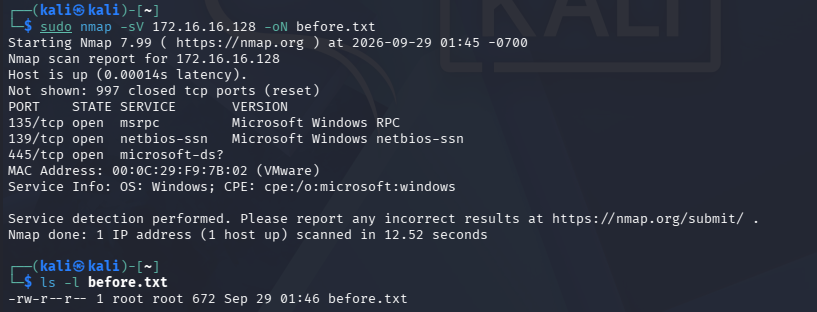 ┌──(kali㉿kali)-[~]
└─$ sudo nmap -sV 172.16.16.128 -oN before.txt
Starting Nmap 7.99 ( https://nmap.org ) at 2026-09-29 01:45 -0700
Nmap scan report for 172.16.16.128
Host is up (0.00014s latency).
Not shown: 997 closed tcp ports (reset)
PORT    STATE SERVICE       VERSION
135/tcp open  msrpc         Microsoft Windows RPC
139/tcp open  netbios-ssn   Microsoft Windows netbios-ssn
445/tcp open  microsoft-ds?
MAC Address: 00:0C:29:F9:7B:02 (VMware)
Service Info: OS: Windows; CPE: cpe:/o:microsoft:windows

Service detection performed. Please report any incorrect results at https://nmap.org/submit/ .
Nmap done: 1 IP address (1 host up) scanned in 12.52 seconds

┌──(kali㉿kali)-[~]
└─$ ls -l before.txt
-rw-r--r-- 1 root root 672 Sep 29 01:46 before.txt
KALI